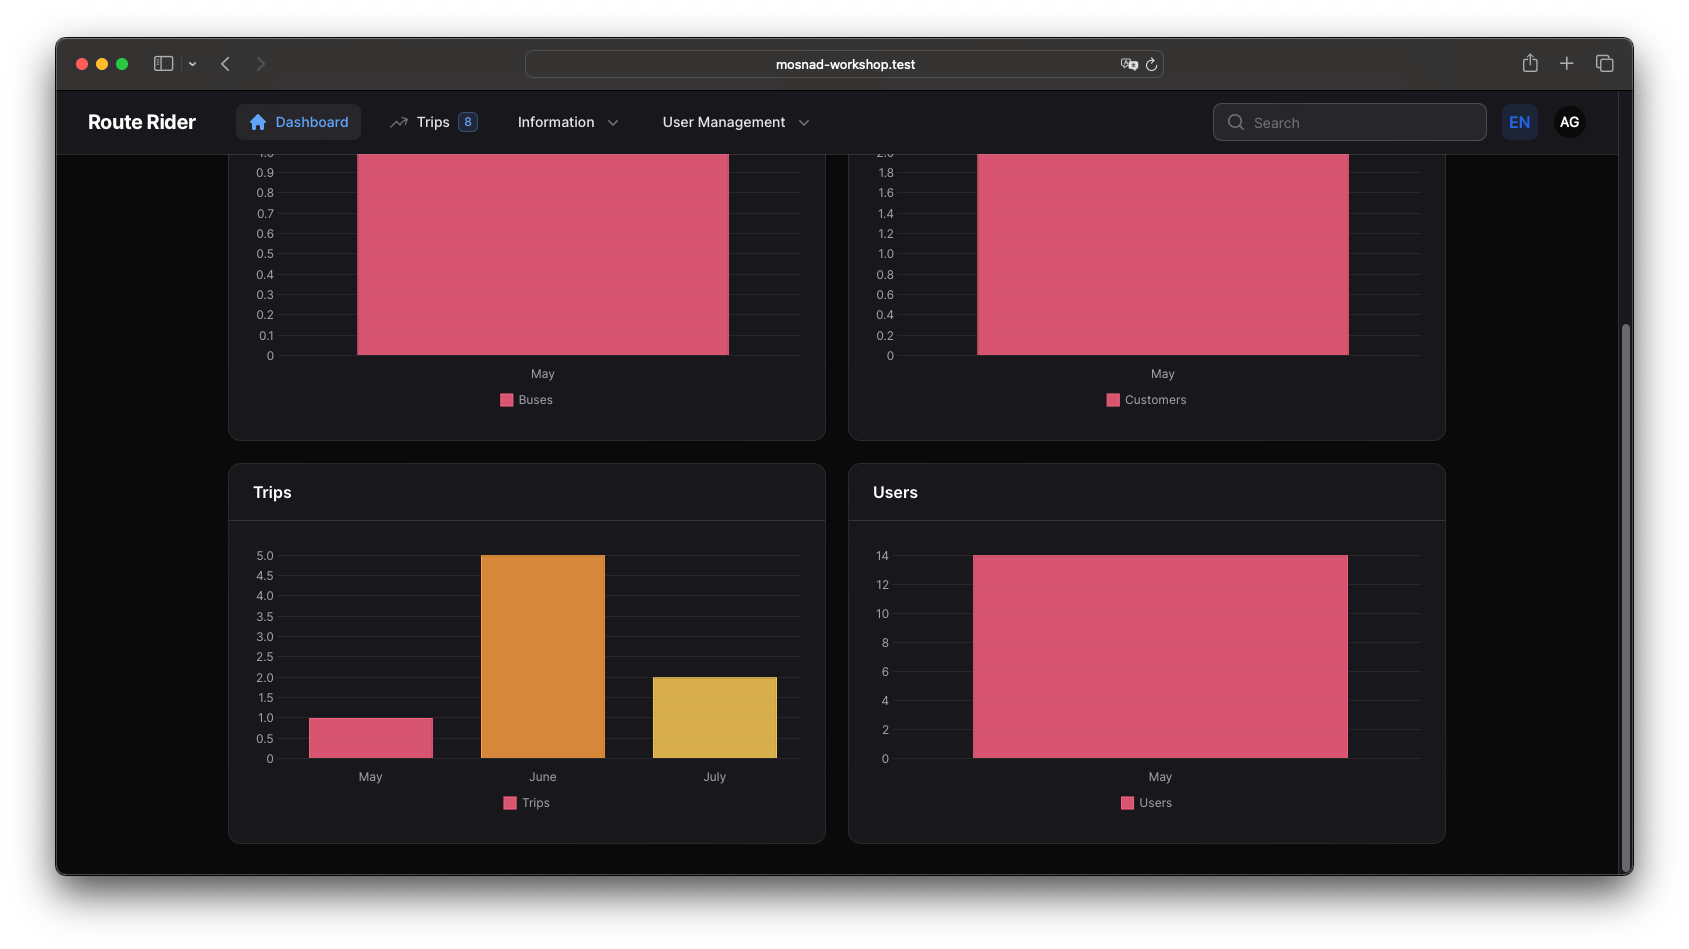 mosnad-workshop.test
Route Rider
Dashboard
Trips 8
Information
User Management
Search
EN
AG
1.0
0.9
0.8
0.7
0.6
0.5
0.4
0.3
0.2
0.1
0
May
Buses
2.0
1.8
1.6
1.4
1.2
1.0
0.8
0.6
0.4
0.2
0
May
Customers
Trips
5.0
4.5
4.0
3.5
3.0
2.5
2.0
1.5
1.0
0.5
0
May June July
Trips
Users
14
12
10
8
6
4
2
0
May
Users